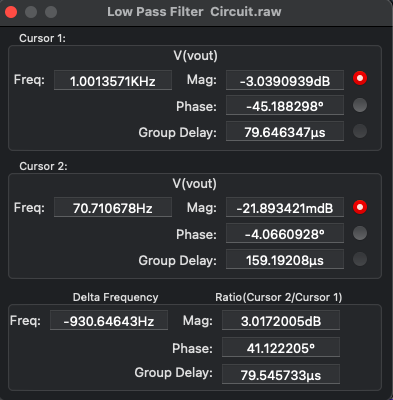 Low Pass Filter Circuit.raw
Cursor 1:
V(vout)
Freq: 1.0013571KHz Mag: -3.0390939dB
Phase: -45.188298°
Group Delay: 79.646347µs
Cursor 2:
V(vout)
Freq: 70.710678Hz Mag: -21.893421mdB
Phase: -4.0660928°
Group Delay: 159.19208µs
Delta Frequency Ratio(Cursor 2/Cursor 1)
Freq: -930.64643Hz Mag: 3.0172005dB
Phase: 41.122205°
Group Delay: 79.545733µs